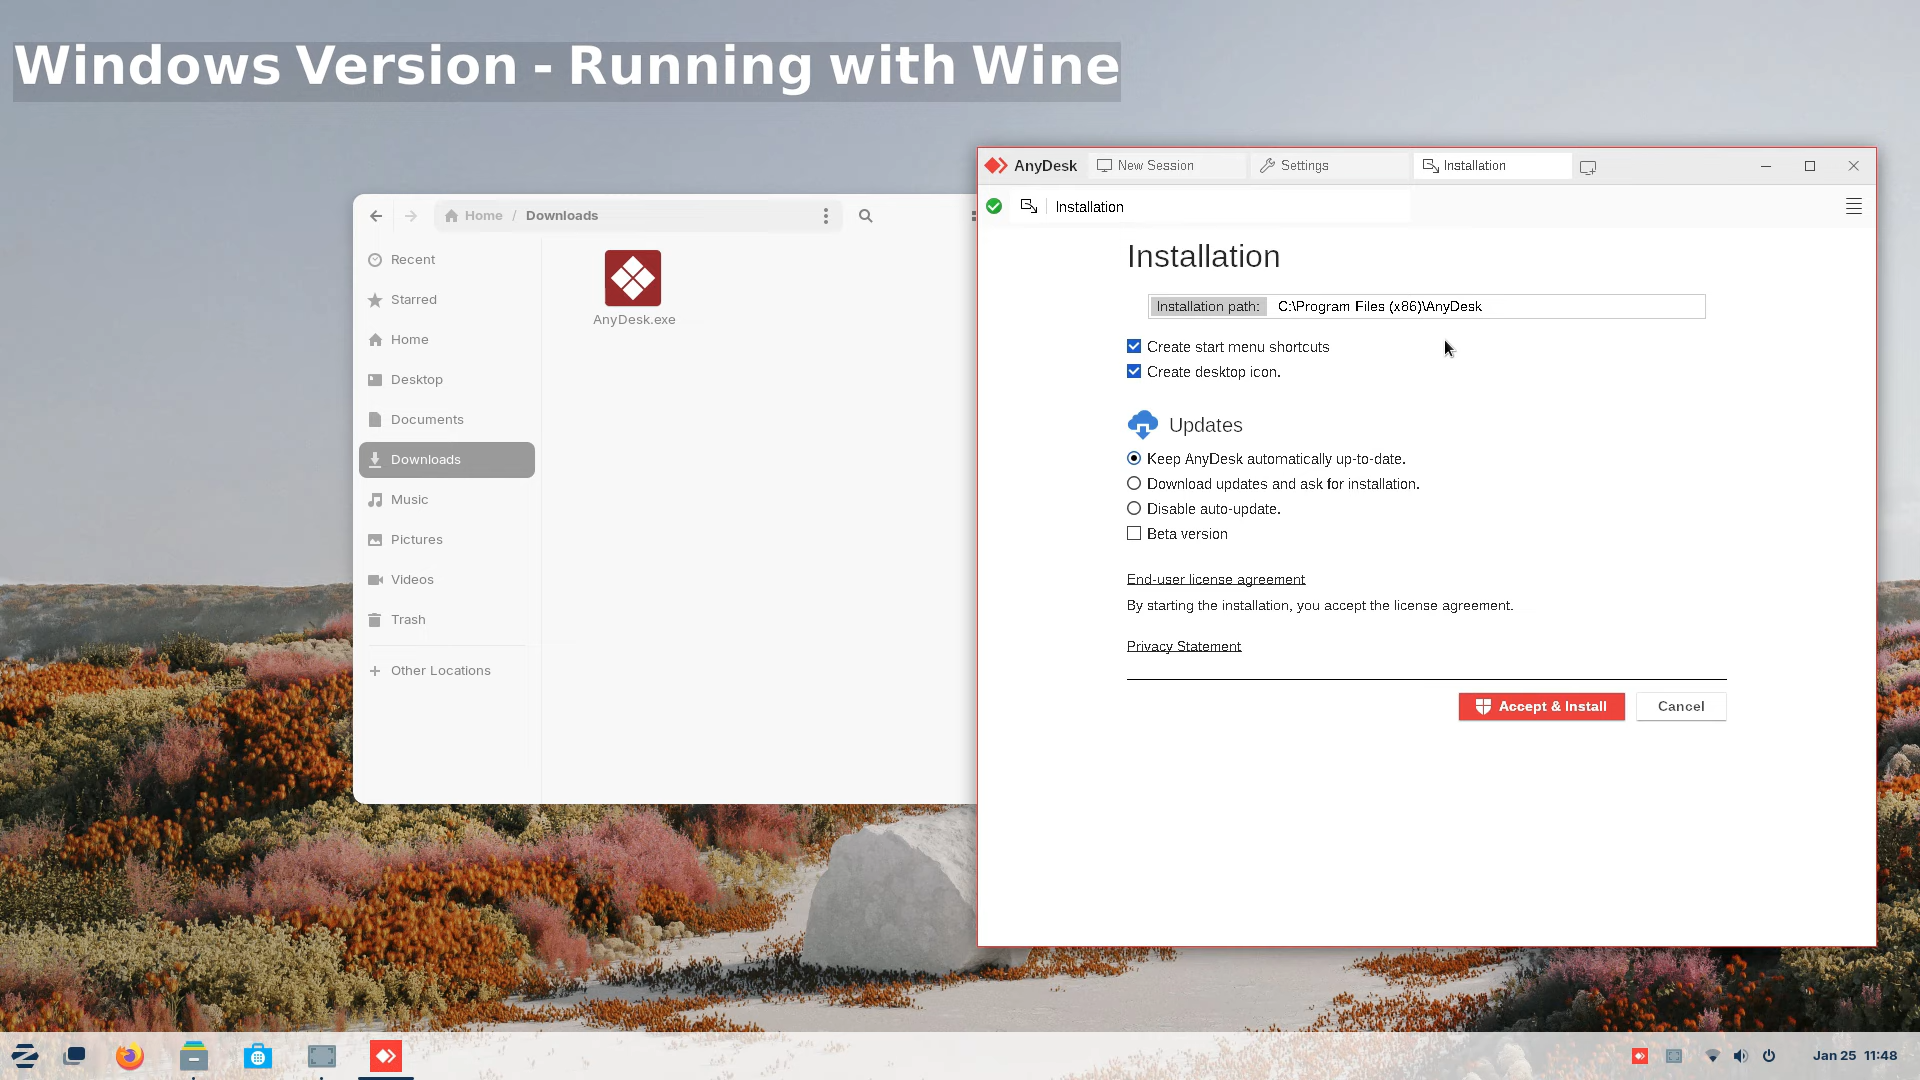 Windows Version - Running with Wine
AnyDesk
New Session
Settings
Installation
Installation
Home / Downloads
Recent
Starred
Home
Desktop
Documents
Downloads
Music
Pictures
Videos
Trash
Other Locations
AnyDesk.exe
Installation
Installation path: C:\Program Files (x86)\AnyDesk
Create start menu shortcuts
Create desktop icon.
Updates
Keep AnyDesk automatically up-to-date.
Download updates and ask for installation.
Disable auto-update.
Beta version
End-user license agreement
By starting the installation, you accept the license agreement.
Privacy Statement
Accept & Install
Cancel
Jan 25 11:48